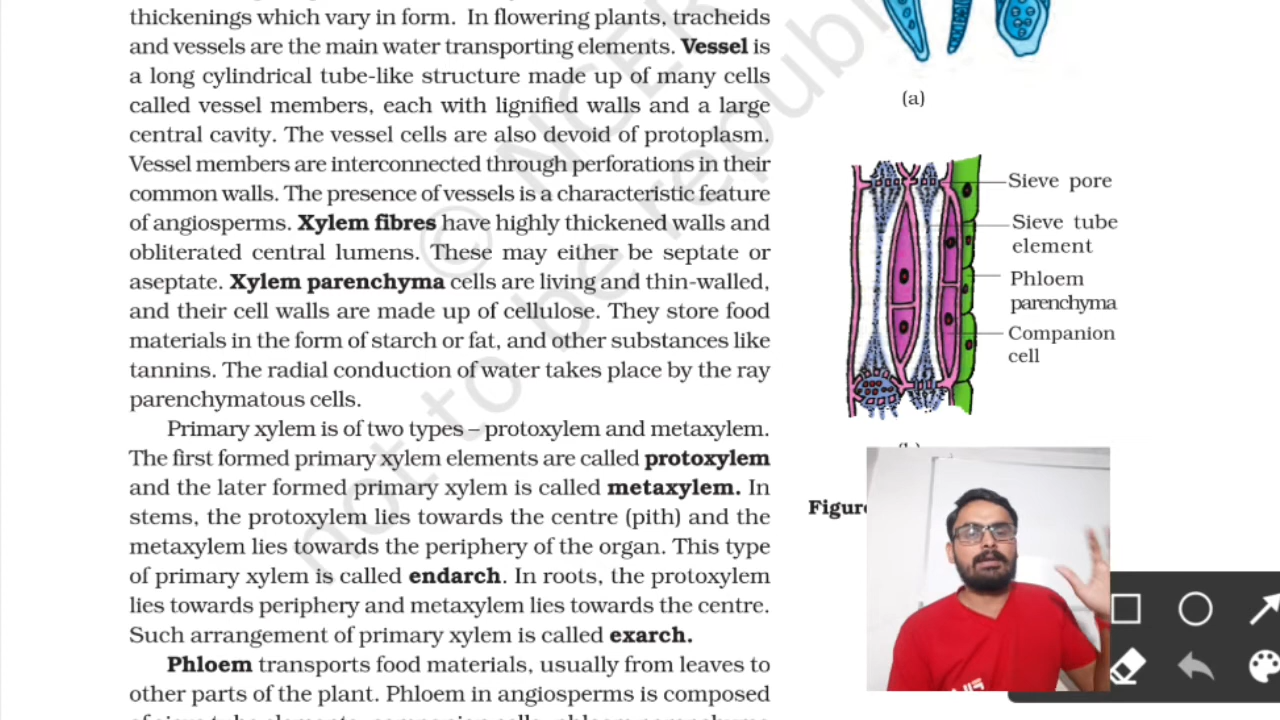 thickenings which vary in form. In flowering plants, tracheids
and vessels are the main water transporting elements. Vessel is
a long cylindrical tube-like structure made up of many cells
called vessel members, each with lignified walls and a large
central cavity. The vessel cells are also devoid of protoplasm.
Vessel members are interconnected through perforations in their
common walls. The presence of vessels is a characteristic feature
of angiosperms. Xylem fibres have highly thickened walls and
obliterated central lumens. These may either be septate or
aseptate. Xylem parenchyma cells are living and thin-walled,
and their cell walls are made up of cellulose. They store food
materials in the form of starch or fat, and other substances like
tannins. The radial conduction of water takes place by the ray
parenchymatous cells.
Primary xylem is of two types – protoxylem and metaxylem.
The first formed primary xylem elements are called protoxylem
and the later formed primary xylem is called metaxylem. In
stems, the protoxylem lies towards the centre (pith) and the
metaxylem lies towards the periphery of the organ. This type
of primary xylem is called endarch. In roots, the protoxylem
lies towards periphery and metaxylem lies towards the centre.
Such arrangement of primary xylem is called exarch.
Phloem transports food materials, usually from leaves to
other parts of the plant. Phloem in angiosperms is composed
(a)
Sieve pore
Sieve tube
element
Phloem
parenchyma
Companion
cell
Figure
© NCERT
not to be republ